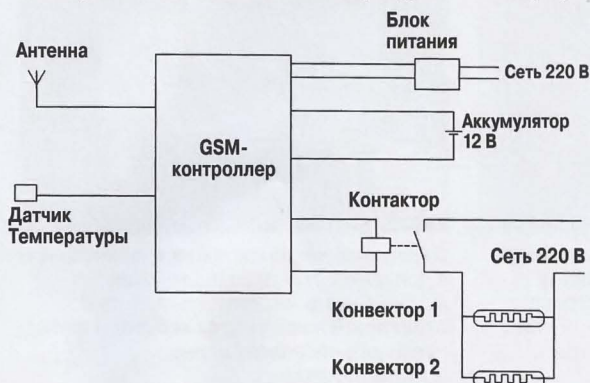 Антенна
Блок
питания
Сеть 220 В
GSM-
контроллер
Аккумулятор
12 В
Датчик
Температуры
Контактор
Сеть 220 В
Конвектор 1
Конвектор 2